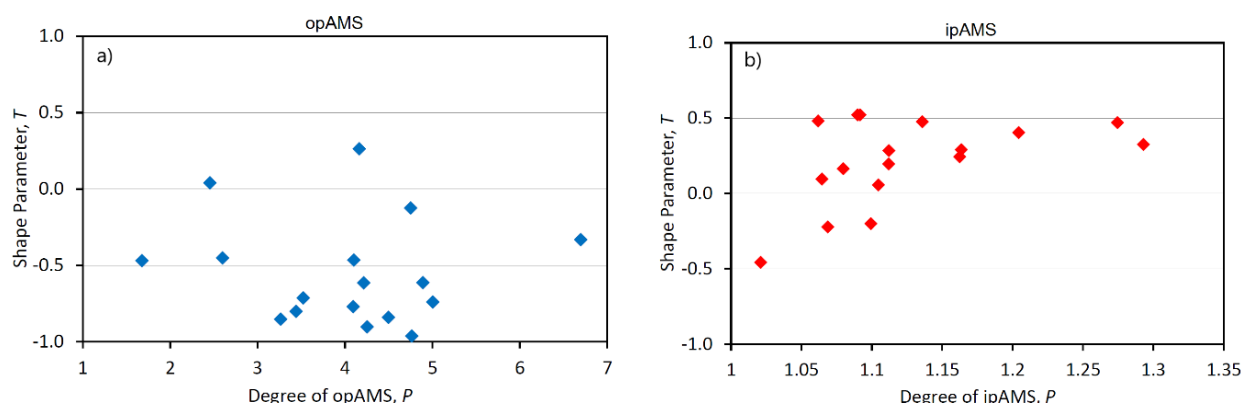 opAMS
a)
1.0
0.5
0.0
-0.5
-1.0
Shape Parameter, T
1 2 3 4 5 6 7
Degree of opAMS, P
ipAMS
b)
1.0
0.5
0.0
-0.5
-1.0
Shape Parameter, T
1 1.05 1.1 1.15 1.2 1.25 1.3 1.35
Degree of ipAMS, P